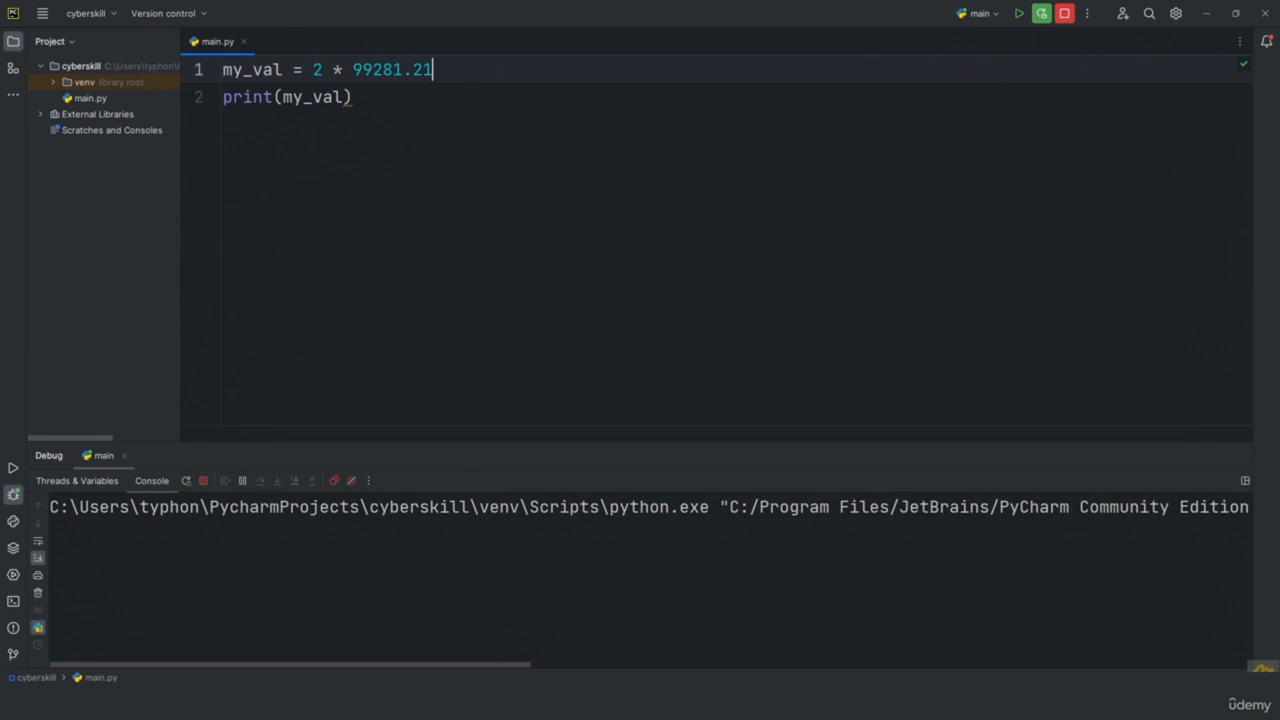 PC cyberskill Version control main
Project main.py
cyberskill C:\Users\typhon\P
venv library root
main.py
External Libraries
Scratches and Consoles
1 my_val = 2 * 99281.21
2 print(my_val)
Debug main
Threads & Variables Console
C:\Users\typhon\PycharmProjects\cyberskill\venv\Scripts\python.exe "C:/Program Files/JetBrains/PyCharm Community Edition
cyberskill > main.py
ûdemy